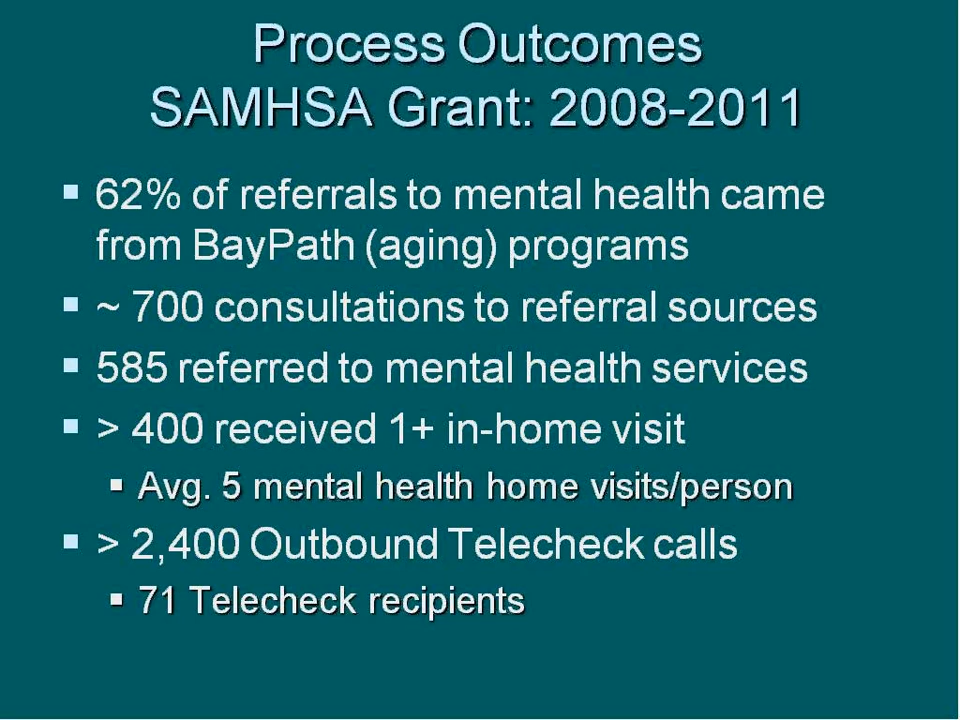 Process Outcomes
SAMHSA Grant: 2008-2011
▪ 62% of referrals to mental health came
from BayPath (aging) programs
▪ ~ 700 consultations to referral sources
▪ 585 referred to mental health services
▪ > 400 received 1+ in-home visit
▪ Avg. 5 mental health home visits/person
▪ > 2,400 Outbound Telecheck calls
▪ 71 Telecheck recipients